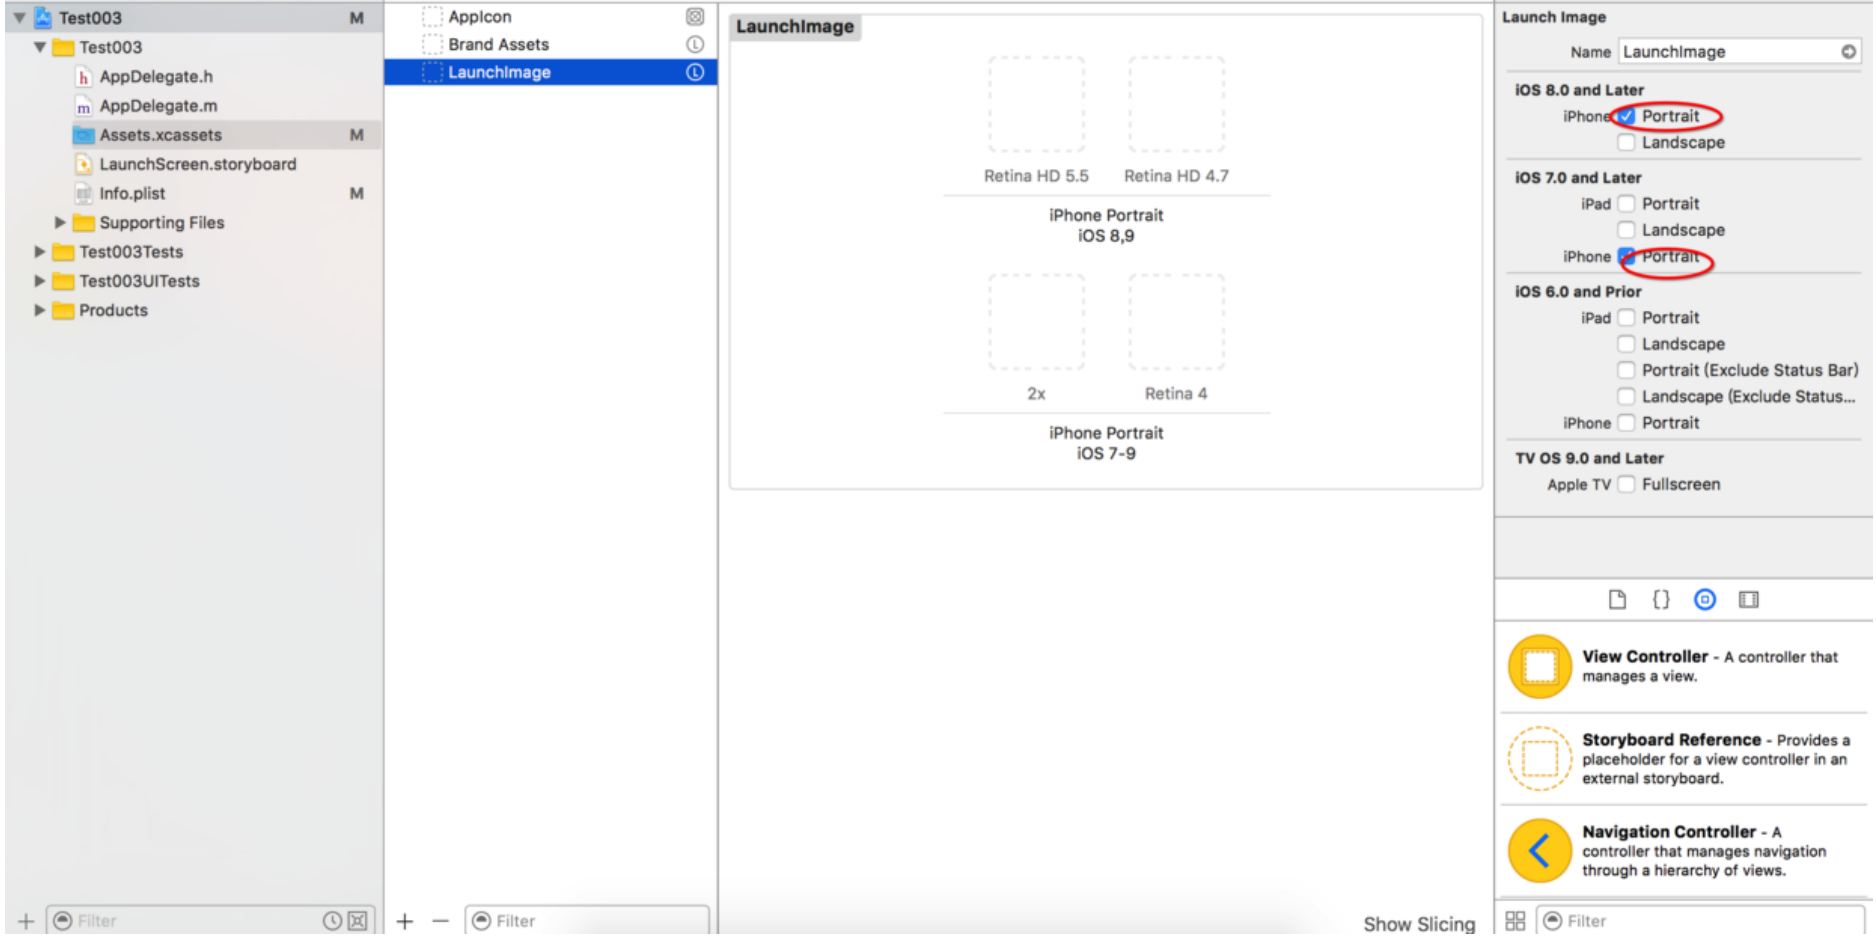 Test003
M
Test003
AppDelegate.h
AppDelegate.m
Assets.xcassets
M
LaunchScreen.storyboard
Info.plist
M
Supporting Files
Test003Tests
Test003UITests
Products
Filter
AppIcon
Brand Assets
LaunchImage
Filter
LaunchImage
Retina HD 5.5
Retina HD 4.7
iPhone Portrait
iOS 8,9
2x
Retina 4
iPhone Portrait
iOS 7-9
Show Slicing
Launch Image
Name LaunchImage
iOS 8.0 and Later
iPhone Portrait
Landscape
iOS 7.0 and Later
iPad Portrait
Landscape
iPhone Portrait
iOS 6.0 and Prior
iPad Portrait
Landscape
Portrait (Exclude Status Bar)
Landscape (Exclude Status...
iPhone Portrait
TV OS 9.0 and Later
Apple TV Fullscreen
View Controller - A controller that
manages a view.
Storyboard Reference - Provides a
placeholder for a view controller in an
external storyboard.
Navigation Controller - A
controller that manages navigation
through a hierarchy of views.
Filter